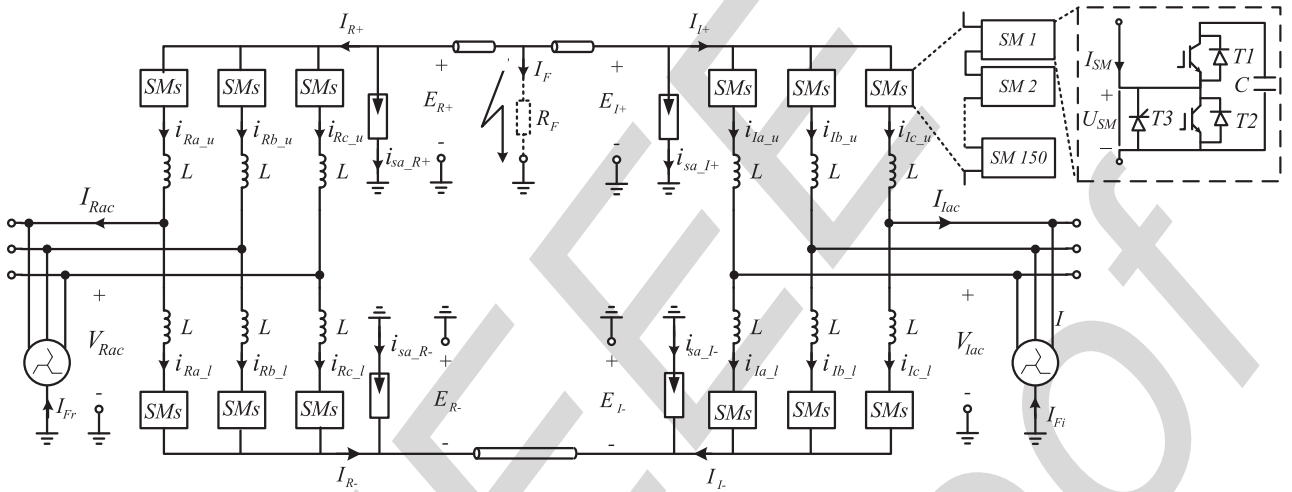 I_{R+}
I_{I+}
SM 1
SM 2
SM 150
I_{SM}
+
U_{SM}
−
T1
T2
T3
C
SMs SMs SMs
SMs SMs SMs
+ E_{R+} -
I_F
R_F
+ E_{I+} -
i_{Ra_u} i_{Rb_u} i_{Rc_u}
i_{sa_R+}
i_{sa_I+}
i_{Ia_u} i_{Ib_u} i_{Ic_u}
L L L
L L L
I_{Rac}
I_{Iac}
+ V_{Rac} -
+ V_{Iac} -
I
L L L
L L L
i_{Ra_l} i_{Rb_l} i_{Rc_l}
i_{sa_R-}
+ E_{R-} -
+ E_{I-} -
i_{sa_I-}
i_{Ia_l} i_{Ib_l} i_{Ic_l}
I_{Fr}
I_{Fi}
SMs SMs SMs
SMs SMs SMs
I_{R-}
I_{I-}